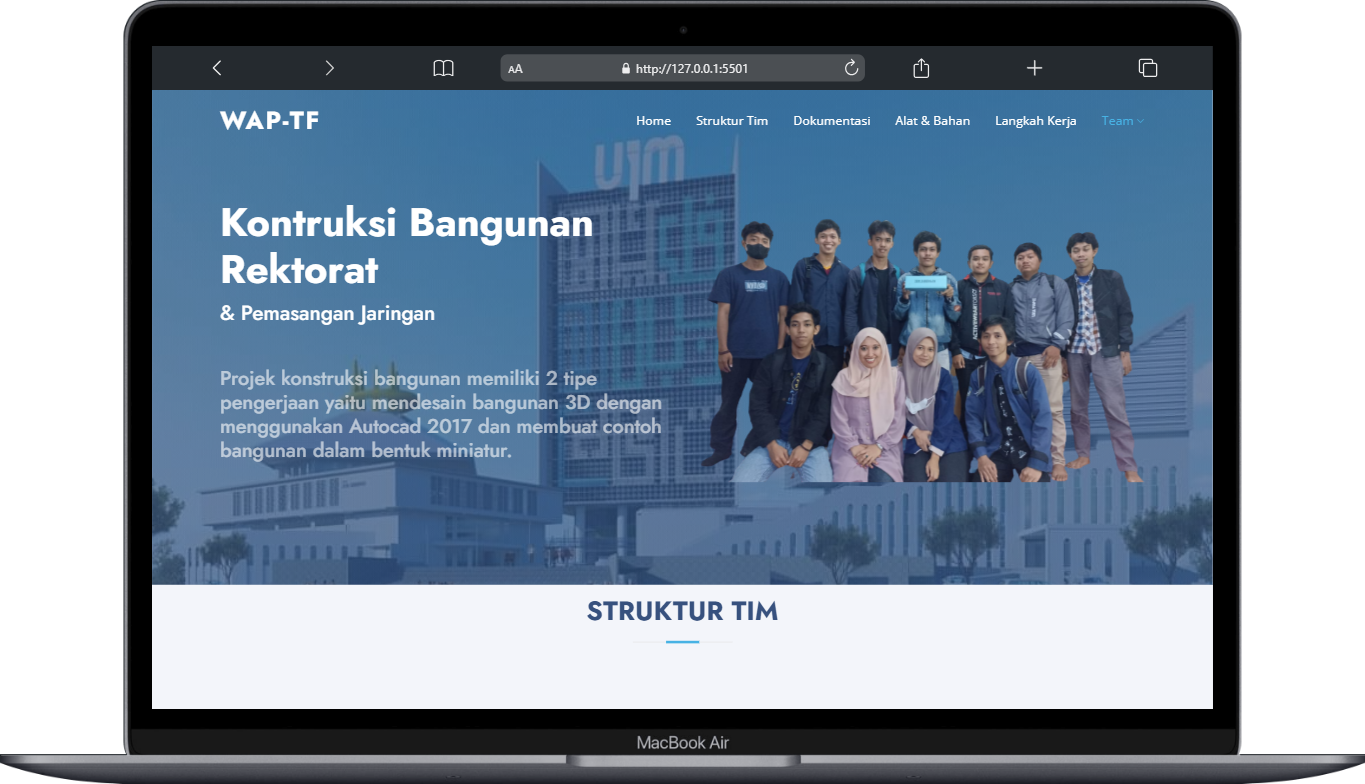 AA http://127.0.0.1:5501
WAP-TF
Home Struktur Tim Dokumentasi Alat & Bahan Langkah Kerja Team
UIM
Kontruksi Bangunan
Rektorat
& Pemasangan Jaringan
Projek konstruksi bangunan memiliki 2 tipe
pengerjaan yaitu mendesain bangunan 3D dengan
menggunakan Autocad 2017 dan membuat contoh
bangunan dalam bentuk miniatur.
STRUKTUR TIM
MacBook Air